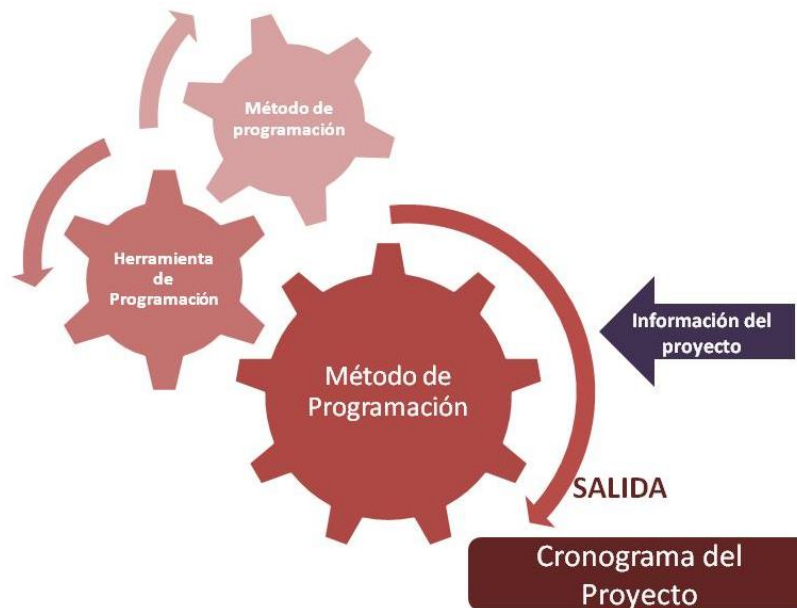 Método de
programación
Herramienta
de
Programación
Método de
Programación
Información del
proyecto
SALIDA
Cronograma del
Proyecto